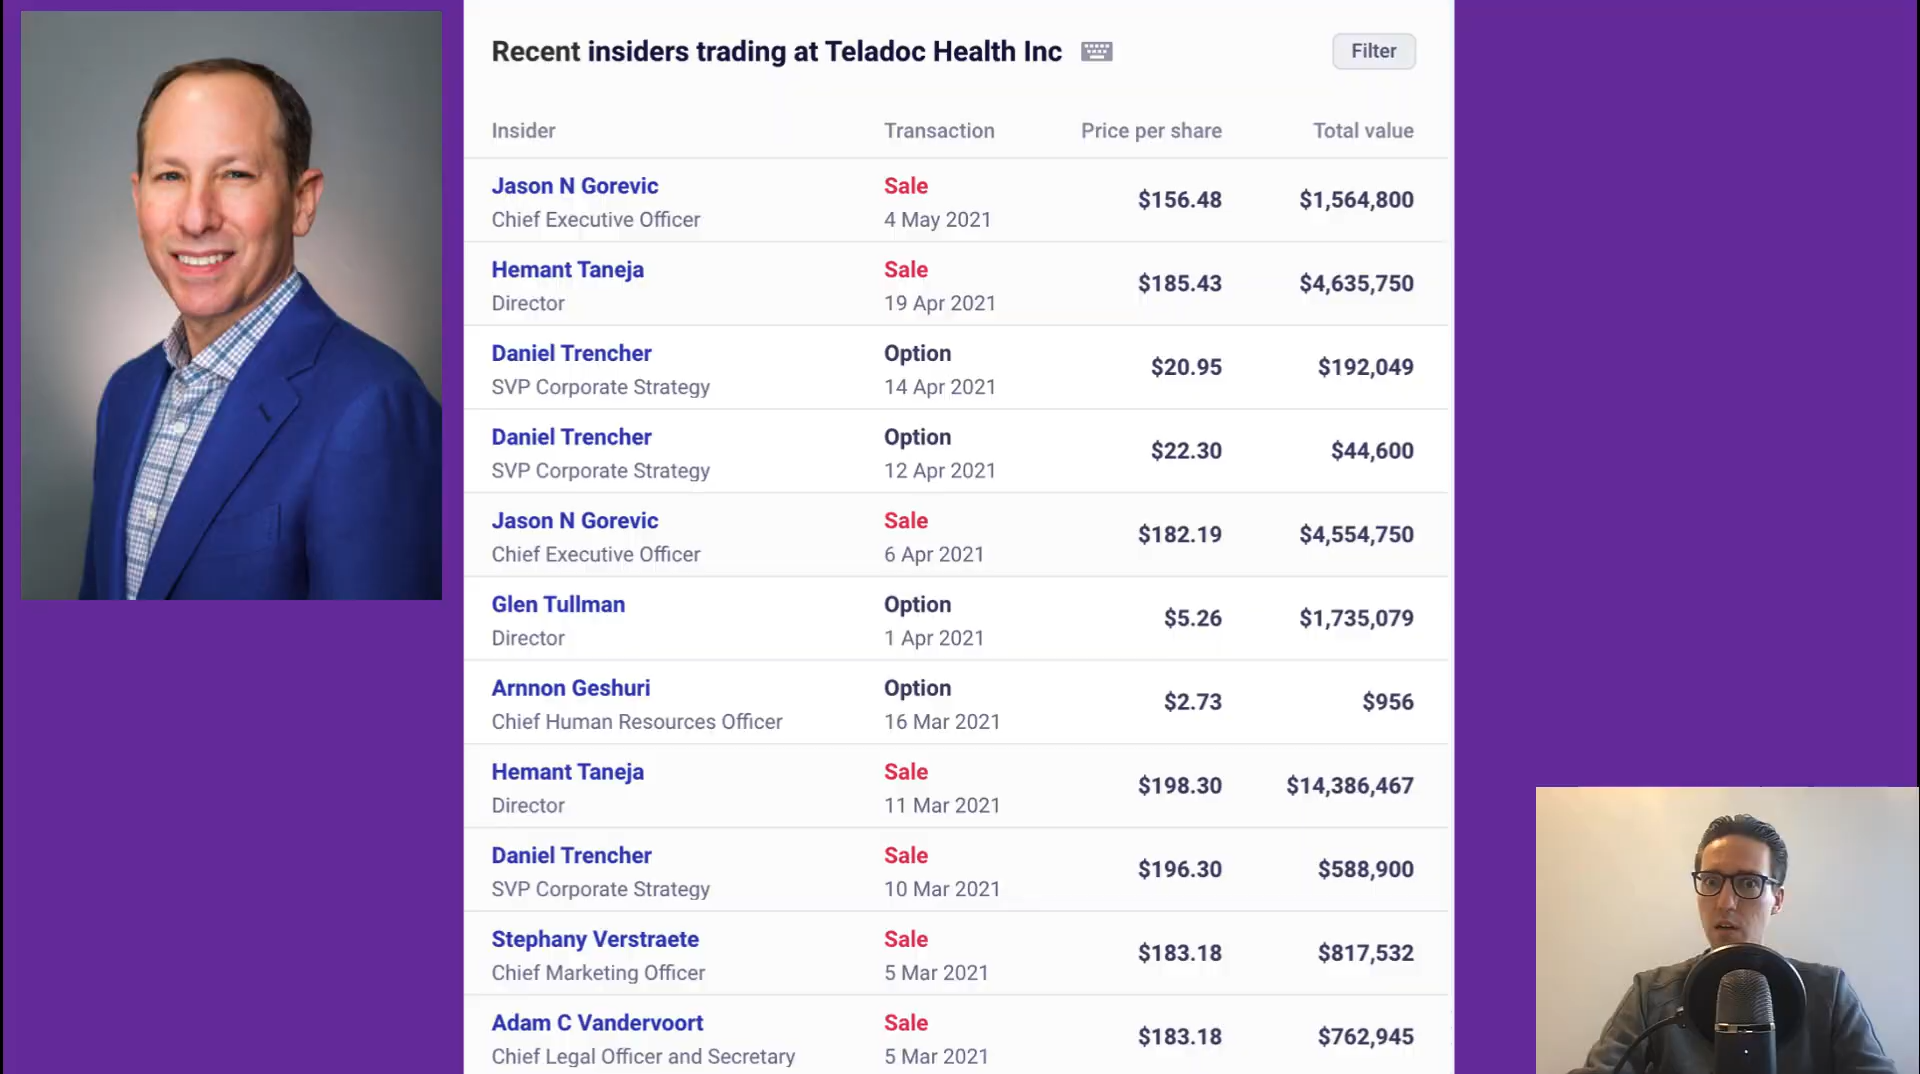 Recent insiders trading at Teladoc Health Inc
Filter
Insider Transaction Price per share Total value
Jason N Gorevic Sale $156.48 $1,564,800
Chief Executive Officer 4 May 2021
Hemant Taneja Sale $185.43 $4,635,750
Director 19 Apr 2021
Daniel Trencher Option $20.95 $192,049
SVP Corporate Strategy 14 Apr 2021
Daniel Trencher Option $22.30 $44,600
SVP Corporate Strategy 12 Apr 2021
Jason N Gorevic Sale $182.19 $4,554,750
Chief Executive Officer 6 Apr 2021
Glen Tullman Option $5.26 $1,735,079
Director 1 Apr 2021
Arnnon Geshuri Option $2.73 $956
Chief Human Resources Officer 16 Mar 2021
Hemant Taneja Sale $198.30 $14,386,467
Director 11 Mar 2021
Daniel Trencher Sale $196.30 $588,900
SVP Corporate Strategy 10 Mar 2021
Stephany Verstraete Sale $183.18 $817,532
Chief Marketing Officer 5 Mar 2021
Adam C Vandervoort Sale $183.18 $762,945
Chief Legal Officer and Secretary 5 Mar 2021